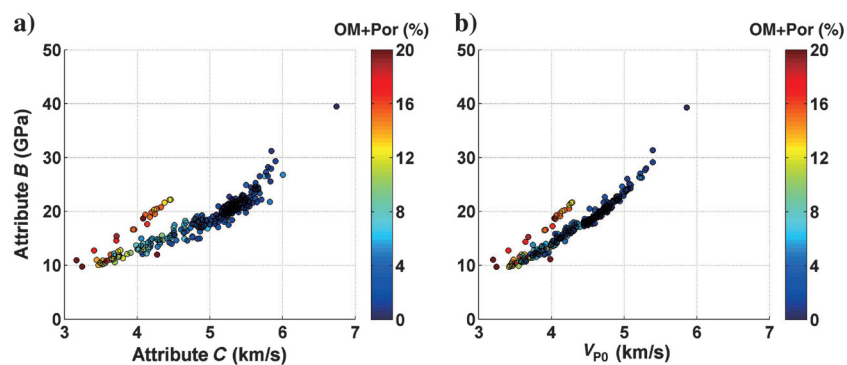 a) OM+Por (%)
50 20
40 16
30 12
20 8
10 4
0 0
3 4 5 6 7
Attribute B (GPa)
Attribute C (km/s)
b) OM+Por (%)
50 20
40 16
30 12
20 8
10 4
0 0
3 4 5 6 7
VP0 (km/s)